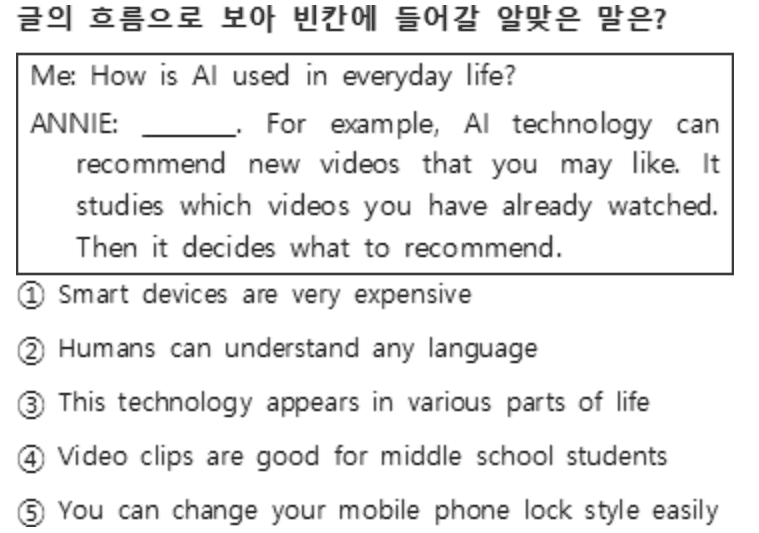 글의 흐름으로 보아 빈칸에 들어갈 알맞은 말은?
Me: How is AI used in everyday life?
ANNIE: _______. For example, AI technology can
recommend new videos that you may like. It
studies which videos you have already watched.
Then it decides what to recommend.
① Smart devices are very expensive
② Humans can understand any language
③ This technology appears in various parts of life
④ Video clips are good for middle school students
⑤ You can change your mobile phone lock style easily